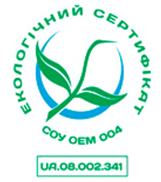 ЕКОЛОГІЧНИЙ СЕРТИФІКАТ
СОУ ОЕМ 004
UA.08.002.341